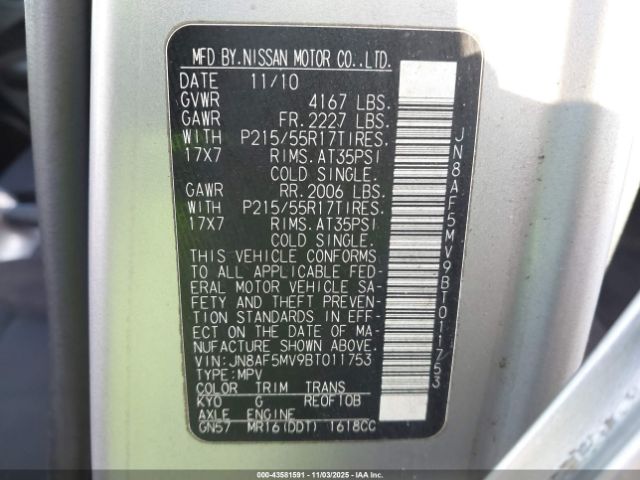 MFD BY.NISSAN MOTOR CO.,LTD.
DATE 11/10
GVWR 4167 LBS.
GAWR FR. 2227 LBS.
WITH P215/55R17TIRES.
17X7 RIMS. AT35PSI
COLD SINGLE.
GAWR RR. 2006 LBS.
WITH P215/55R17TIRES.
17X7 RIMS. AT35PSI
COLD SINGLE.
THIS VEHICLE CONFORMS
TO ALL APPLICABLE FED-
ERAL MOTOR VEHICLE SA-
FETY AND THEFT PREVEN-
TION STANDARDS IN EFF-
ECT ON THE DATE OF MA-
NUFACTURE SHOWN ABOVE.
VIN: JN8AF5MV9BT011753
TYPE: MPV
COLOR TRIM TRANS
KY0 G RE0FT0B
AXLE ENGINE
GN57 MR16(DDT) 1618CC
JN8AF5MV9BT011753
000-43581591 - 11/03/2025 - IAAI.COM